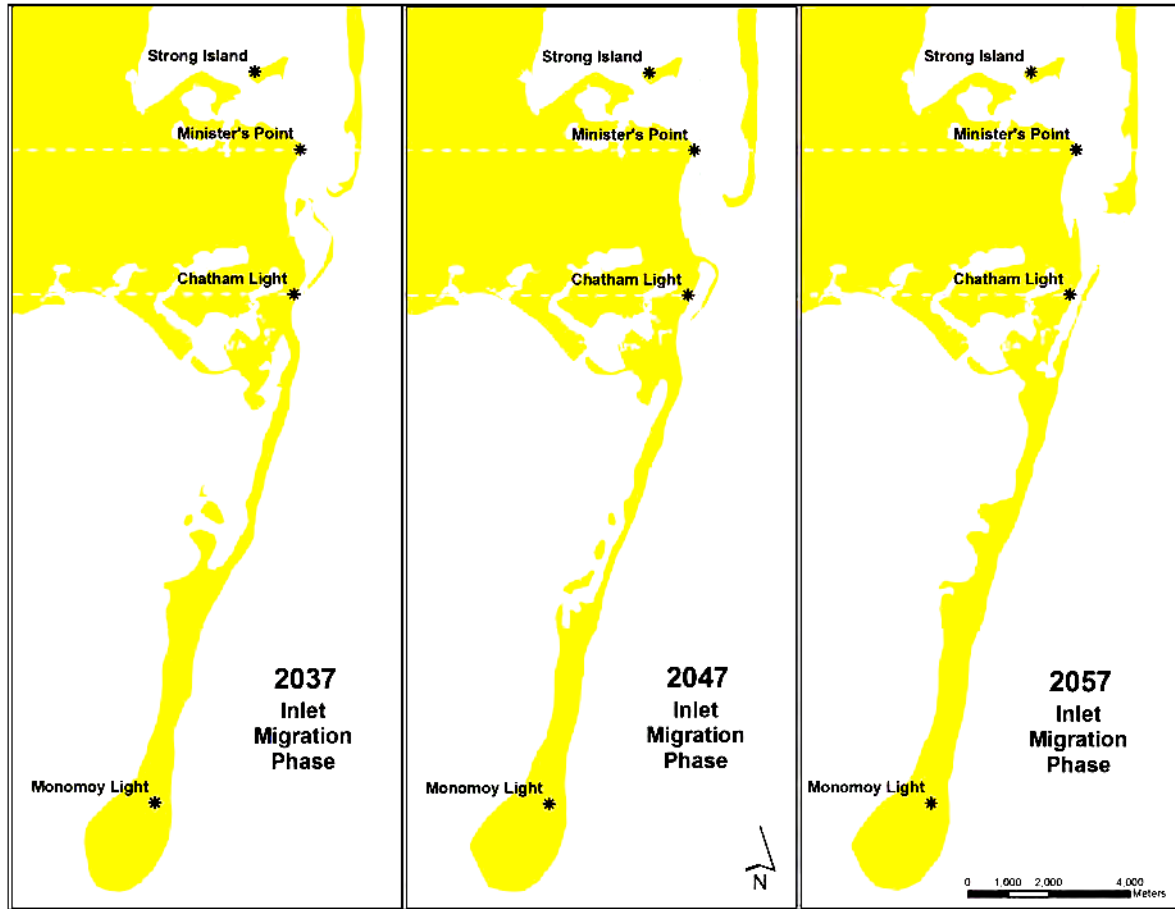 Strong Island
Minister's Point
Chatham Light
2037
Inlet
Migration
Phase
Monomoy Light
Strong Island
Minister's Point
Chatham Light
2047
Inlet
Migration
Phase
Monomoy Light
N
Strong Island
Minister's Point
Chatham Light
2057
Inlet
Migration
Phase
Monomoy Light
0 1,000 2,000 4,000
Meters